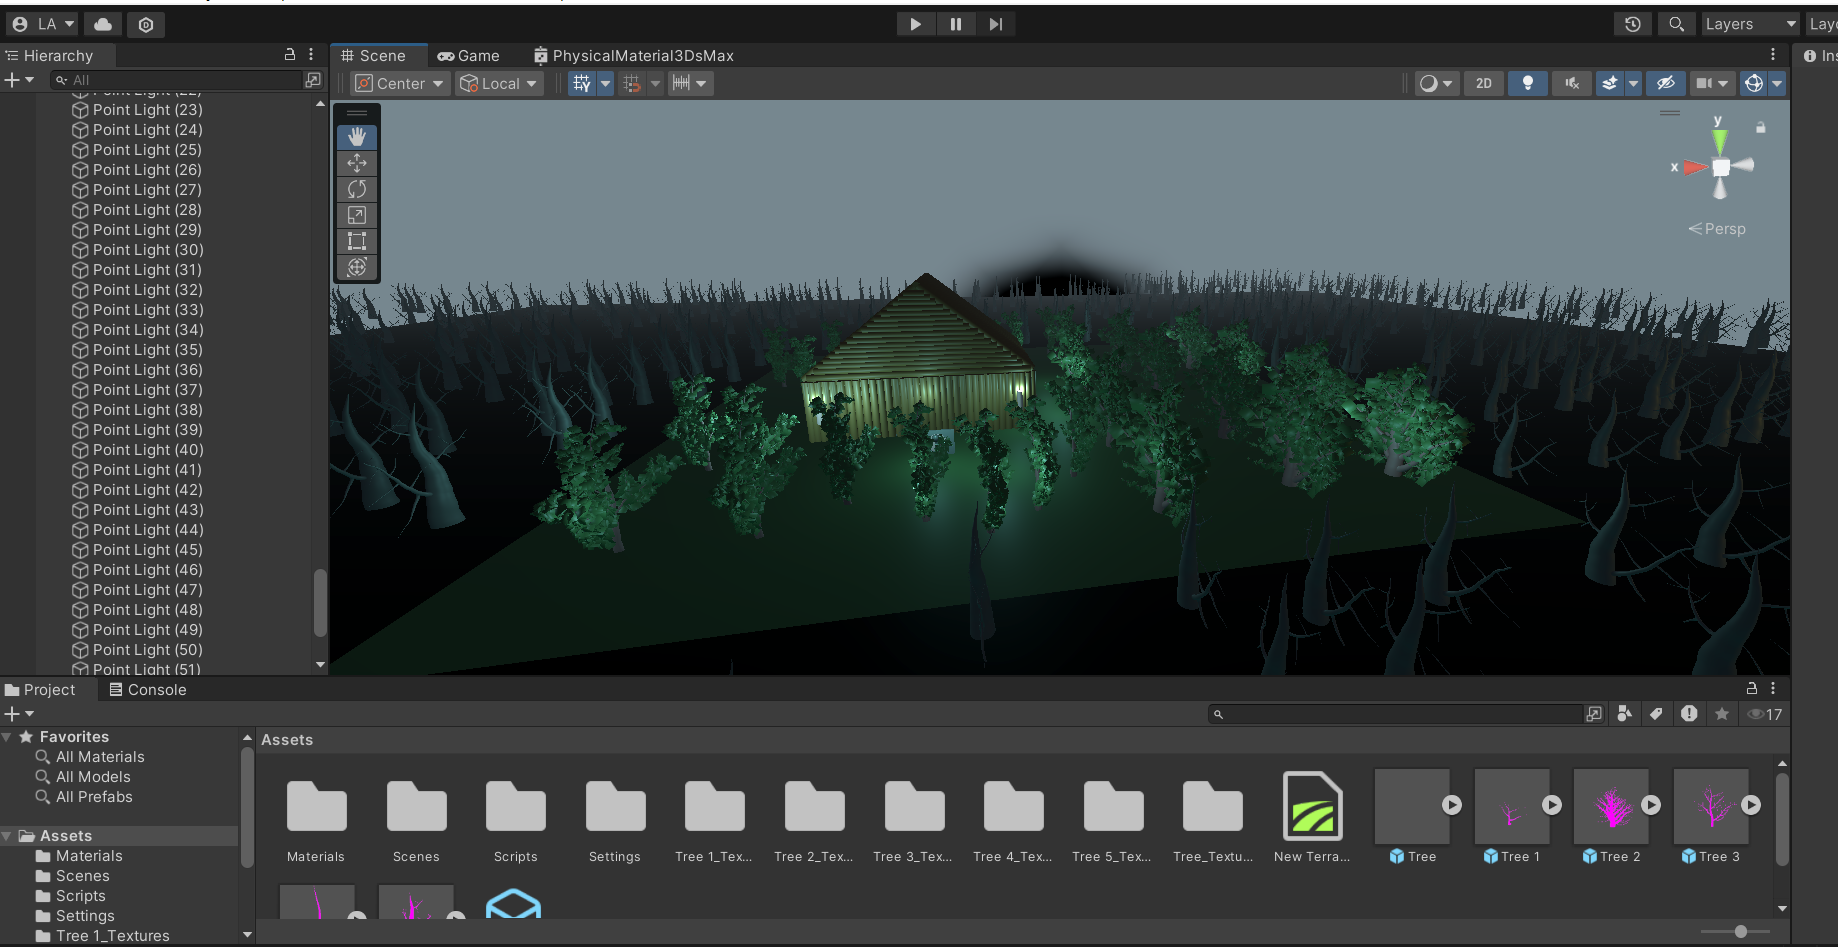 LA
Layers
Hierarchy
All
Point Light (23)
Point Light (24)
Point Light (25)
Point Light (26)
Point Light (27)
Point Light (28)
Point Light (29)
Point Light (30)
Point Light (31)
Point Light (32)
Point Light (33)
Point Light (34)
Point Light (35)
Point Light (36)
Point Light (37)
Point Light (38)
Point Light (39)
Point Light (40)
Point Light (41)
Point Light (42)
Point Light (43)
Point Light (44)
Point Light (45)
Point Light (46)
Point Light (47)
Point Light (48)
Point Light (49)
Point Light (50)
Point Light (51)
Scene
Game
PhysicalMaterial3DsMax
Center
Local
2D
y
x
Persp
Project
Console
17
Favorites
All Materials
All Models
All Prefabs
Assets
Materials
Scenes
Scripts
Settings
Tree 1_Textures
Assets
Materials
Scenes
Scripts
Settings
Tree 1_Tex...
Tree 2_Tex...
Tree 3_Tex...
Tree 4_Tex...
Tree 5_Tex...
Tree_Textu...
New Terra...
Tree
Tree 1
Tree 2
Tree 3